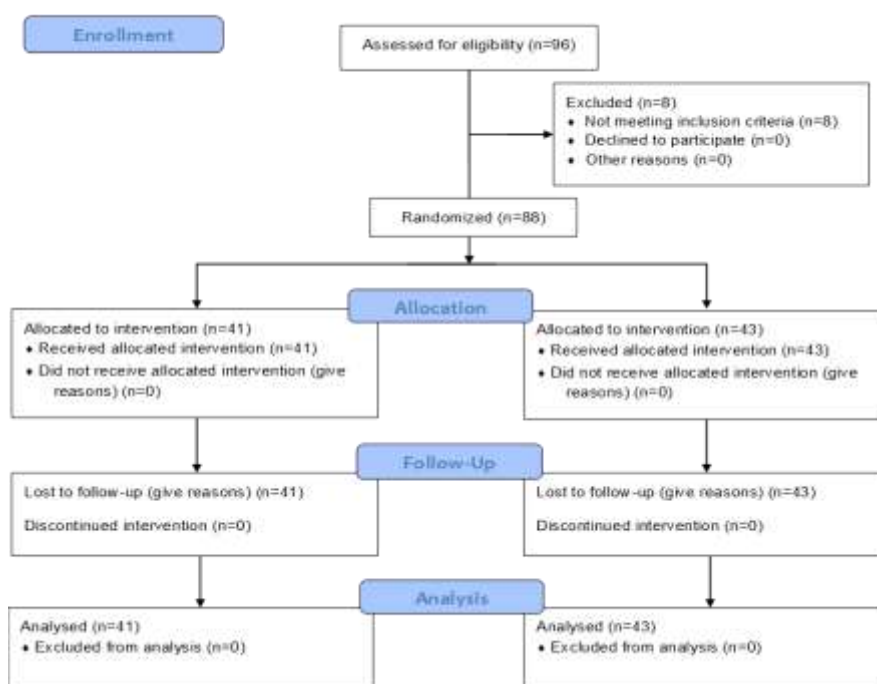 Enrollment
Assessed for eligibility (n=96)
Excluded (n=8)
• Not meeting inclusion criteria (n=8)
• Declined to participate (n=0)
• Other reasons (n=0)
Randomized (n=88)
Allocation
Allocated to intervention (n=41)
• Received allocated intervention (n=41)
• Did not receive allocated intervention (give
reasons) (n=0)
Allocated to intervention (n=43)
• Received allocated intervention (n=43)
• Did not receive allocated intervention (give
reasons) (n=0)
Follow-Up
Lost to follow-up (give reasons) (n=41)
Discontinued intervention (n=0)
Lost to follow-up (give reasons) (n=43)
Discontinued intervention (n=0)
Analysis
Analysed (n=41)
• Excluded from analysis (n=0)
Analysed (n=43)
• Excluded from analysis (n=0)